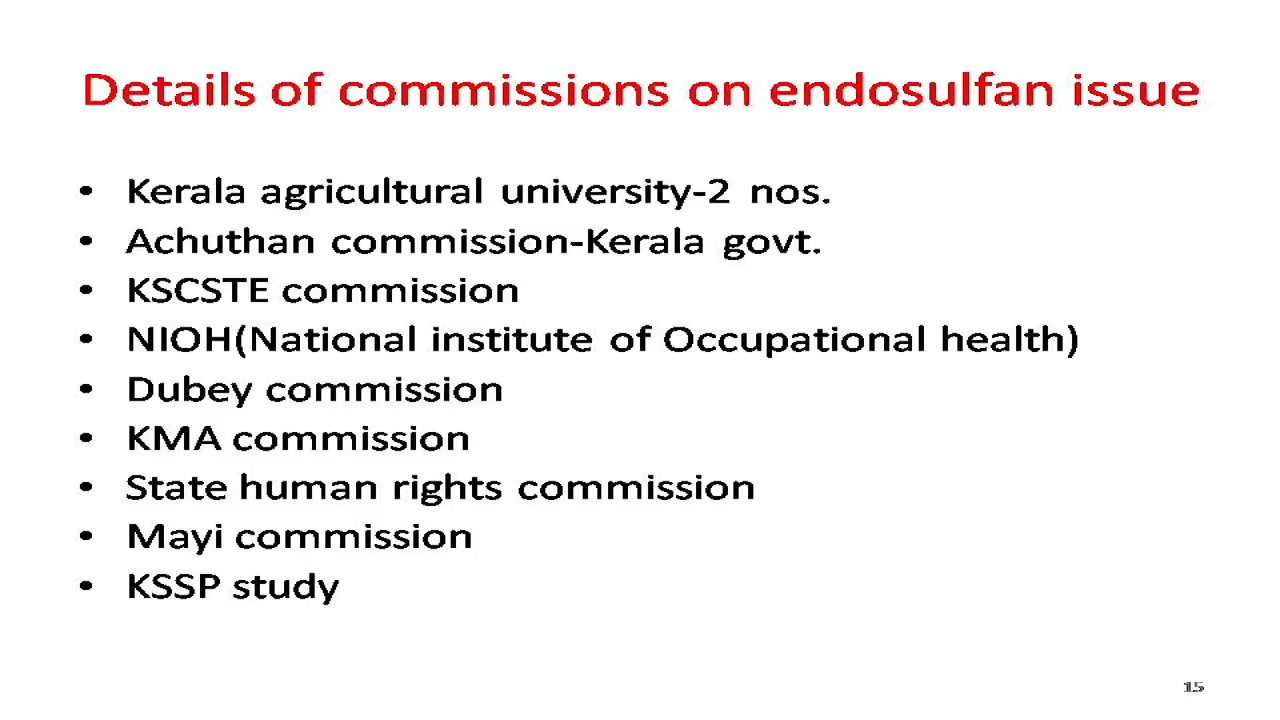 Details of commissions on endosulfan issue
• Kerala agricultural university-2 nos.
• Achuthan commission-Kerala govt.
• KSCSTE commission
• NIOH(National institute of Occupational health)
• Dubey commission
• KMA commission
• State human rights commission
• Mayi commission
• KSSP study
15